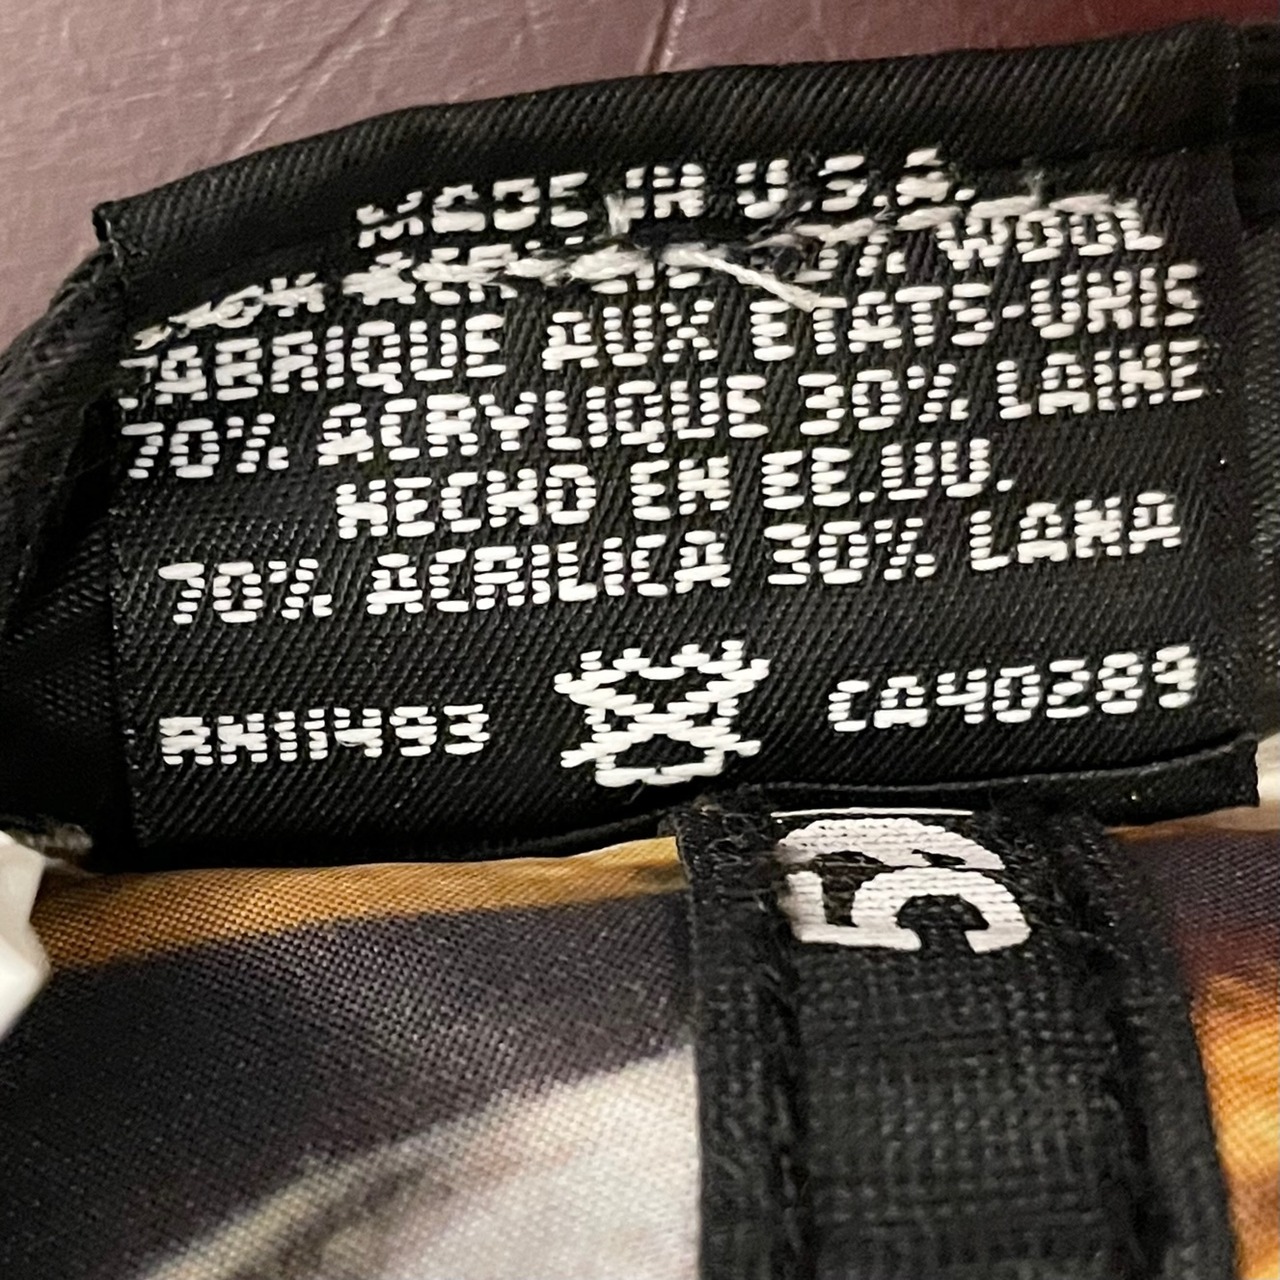 MADE IN U.S.A.
WOOL
FABRIQUE AUX ETATS-UNIS
70% ACRYLIQUE 30% LAINE
HECHO EN EE.UU.
70% ACRILICA 30% LANA
RN11493 CA40289
59